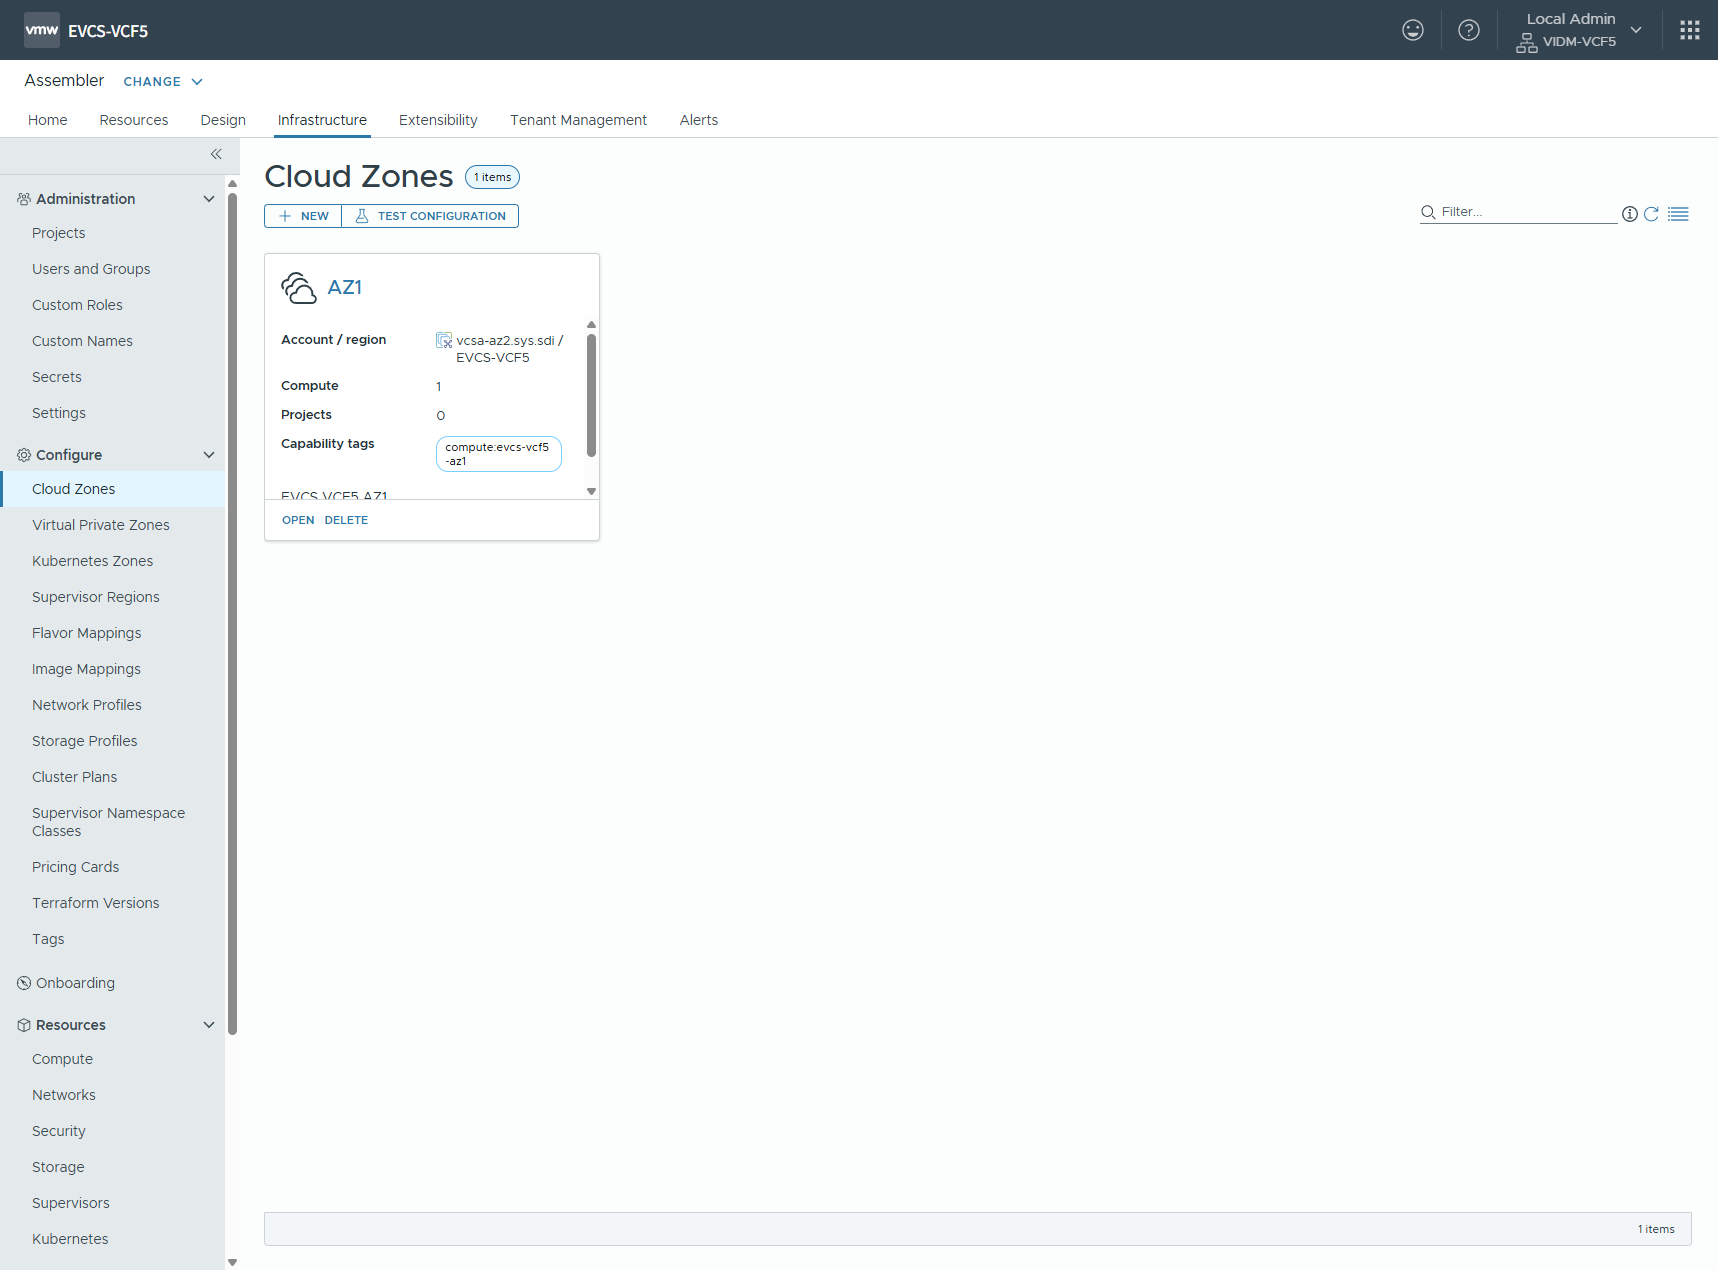 vmw EVCS-VCF5
Local Admin
VIDM-VCF5
Assembler CHANGE
Home Resources Design Infrastructure Extensibility Tenant Management Alerts
Administration
Projects
Users and Groups
Custom Roles
Custom Names
Secrets
Settings
Configure
Cloud Zones
Virtual Private Zones
Kubernetes Zones
Supervisor Regions
Flavor Mappings
Image Mappings
Network Profiles
Storage Profiles
Cluster Plans
Supervisor Namespace
Classes
Pricing Cards
Terraform Versions
Tags
Onboarding
Resources
Compute
Networks
Security
Storage
Supervisors
Kubernetes
Cloud Zones 1 items
NEW TEST CONFIGURATION
Filter...
AZ1
Account / region vcsa-az2.sys.sdi /
EVCS-VCF5
Compute 1
Projects 0
Capability tags compute:evcs-vcf5
-az1
EVCS VCF5 AZ1
OPEN DELETE
1 items